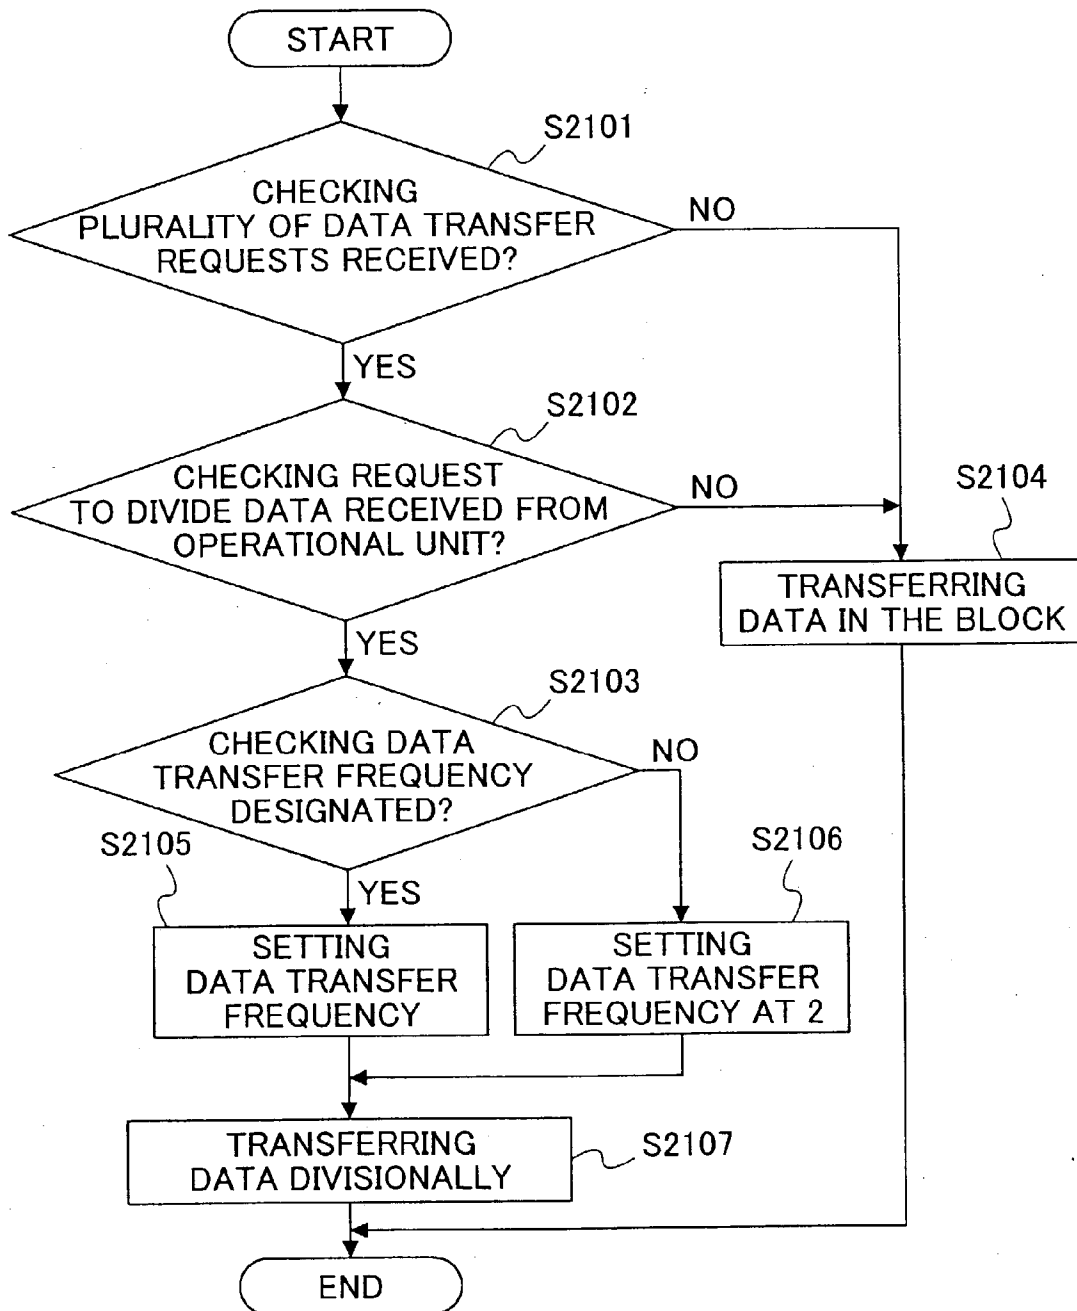 START
S2101
CHECKING
PLURALITY OF DATA TRANSFER
REQUESTS RECEIVED?
NO
YES
S2102
CHECKING REQUEST
TO DIVIDE DATA RECEIVED FROM
OPERATIONAL UNIT?
NO
S2104
TRANSFERRING
DATA IN THE BLOCK
YES
S2103
CHECKING DATA
TRANSFER FREQUENCY
DESIGNATED?
NO
S2105
YES
S2106
SETTING
DATA TRANSFER
FREQUENCY
SETTING
DATA TRANSFER
FREQUENCY AT 2
TRANSFERRING
DATA DIVISIONALLY
S2107
END